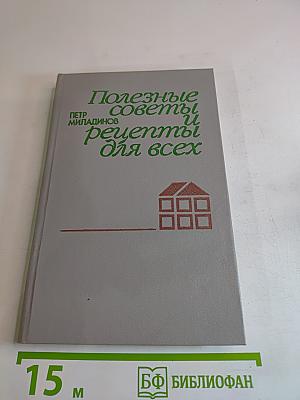 Полезные
советы
ПЕТР
МИЛАДИНОВ
и
рецепты
для всех
15 м
БФ БИБЛИОФАН